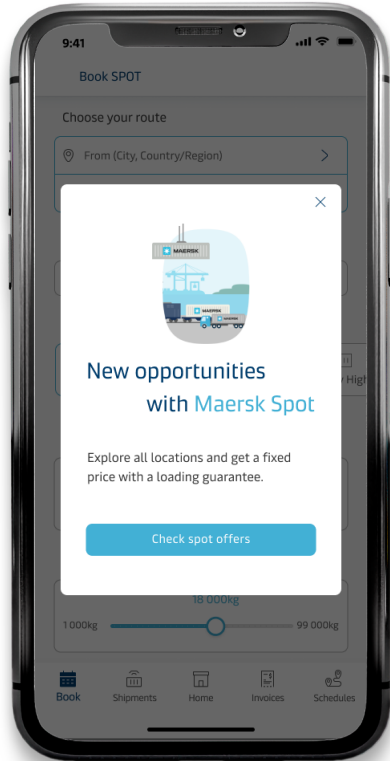 9:41
Book SPOT
Choose your route
From (City, Country/Region)
MAERSK
MAERSK
MAERSK
New opportunities
with Maersk Spot
Explore all locations and get a fixed
price with a loading guarantee.
Check spot offers
High
18 000kg
1 000kg
99 000kg
Book
Shipments
Home
Invoices
Schedules